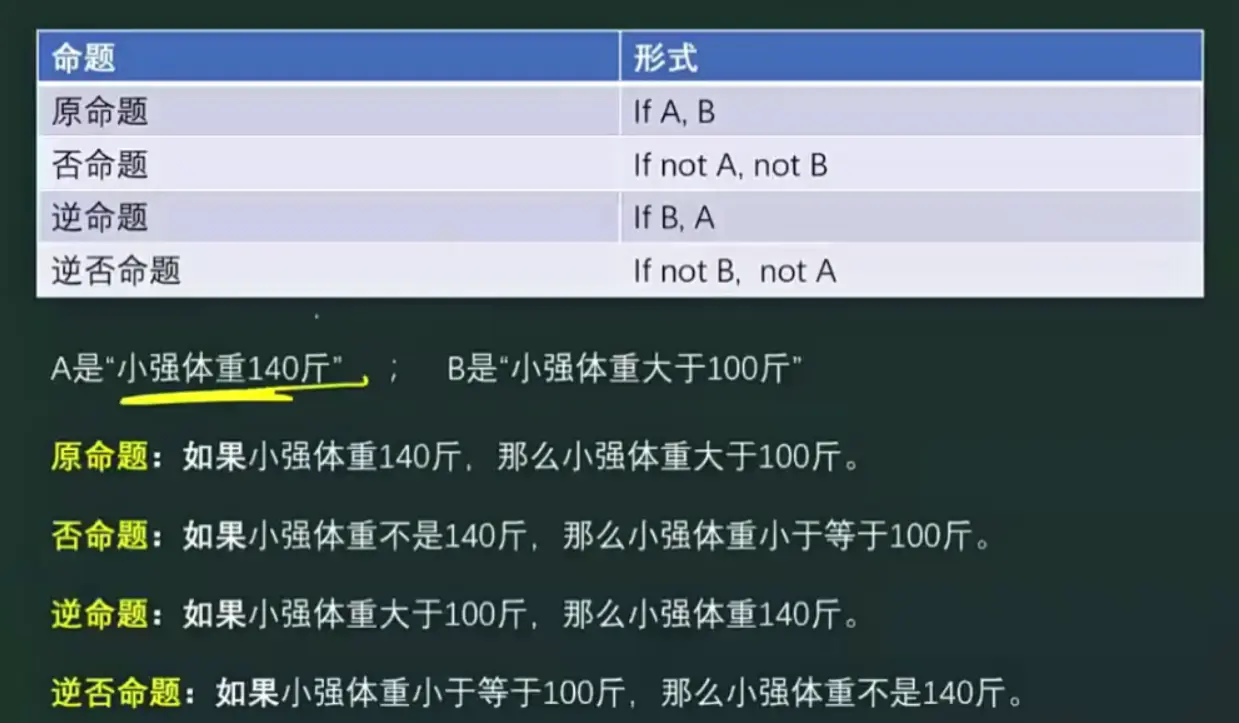 命题 形式
原命题 If A, B
否命题 If not A, not B
逆命题 If B, A
逆否命题 If not B, not A
A是“小强体重140斤” ； B是“小强体重大于100斤”
原命题：如果小强体重140斤，那么小强体重大于100斤。
否命题：如果小强体重不是140斤，那么小强体重小于等于100斤。
逆命题：如果小强体重大于100斤，那么小强体重140斤。
逆否命题：如果小强体重小于等于100斤，那么小强体重不是140斤。